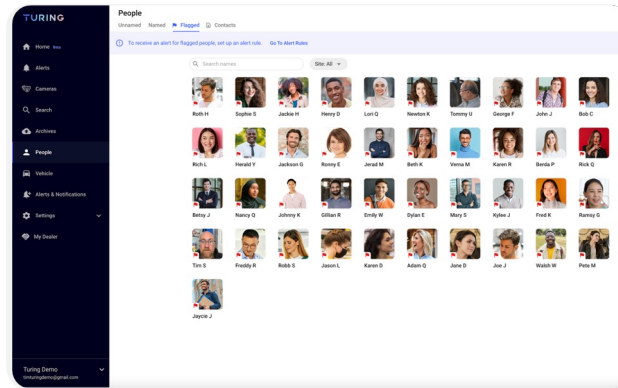 TURING
Home Beta
Alerts
Cameras
Search
Archives
People
Vehicle
Alerts & Notifications
Settings
My Dealer
Turing Demo
timturingdemo@gmail.com
People
Unnamed Named Flagged Contacts
To receive an alert for flagged people, set up an alert rule. Go To Alert Rules
Search names Site: All
Roth H Sophie S Jackie H Henry D Lori Q Newton K Tommy U George F John J Bob C
Rich L Herald Y Jackson G Ronny E Jerad M Beth K Verna M Karen R Berda P Rick Q
Betsy J Nancy Q Johnny K Gillian R Emily W Dylan E Mary S Kylee J Fred K Ramsy G
Tim S Freddy R Robb S Jason L Karen D Adam Q Jane D Joe J Walsh W Pete M
Jaycie J